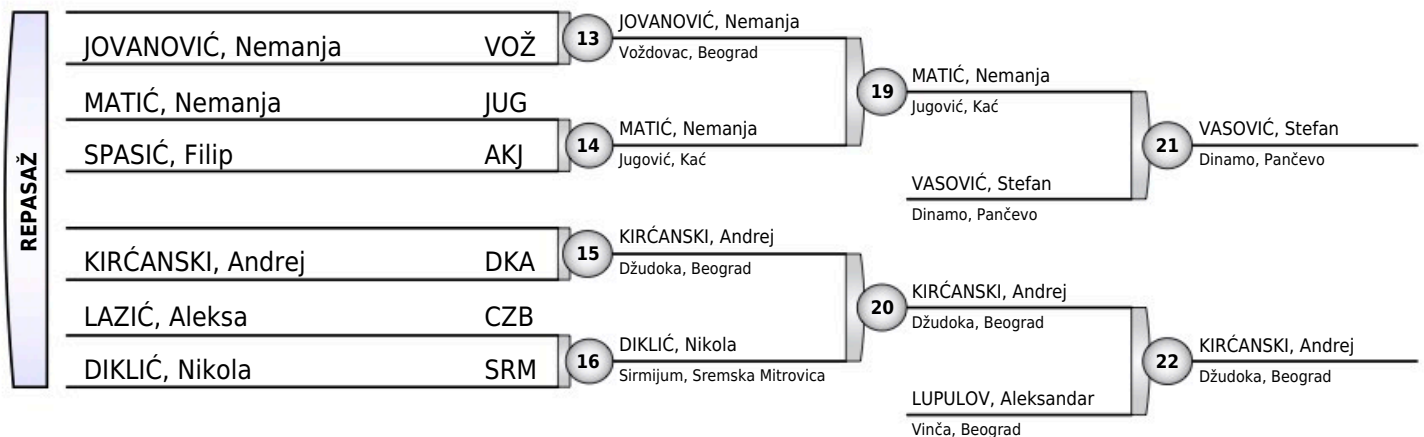 REPASAŽ
JOVANOVIĆ, Nemanja VOŽ
MATIĆ, Nemanja JUG
SPASIĆ, Filip AKJ
KIRĆANSKI, Andrej DKA
LAZIĆ, Aleksa CZB
DIKLIĆ, Nikola SRM
13
JOVANOVIĆ, Nemanja
Voždovac, Beograd
14
MATIĆ, Nemanja
Jugović, Kać
15
KIRĆANSKI, Andrej
Džudoka, Beograd
16
DIKLIĆ, Nikola
Sirmijum, Sremska Mitrovica
19
MATIĆ, Nemanja
Jugović, Kać
VASOVIĆ, Stefan
Dinamo, Pančevo
20
KIRĆANSKI, Andrej
Džudoka, Beograd
LUPULOV, Aleksandar
Vinča, Beograd
21
VASOVIĆ, Stefan
Dinamo, Pančevo
22
KIRĆANSKI, Andrej
Džudoka, Beograd